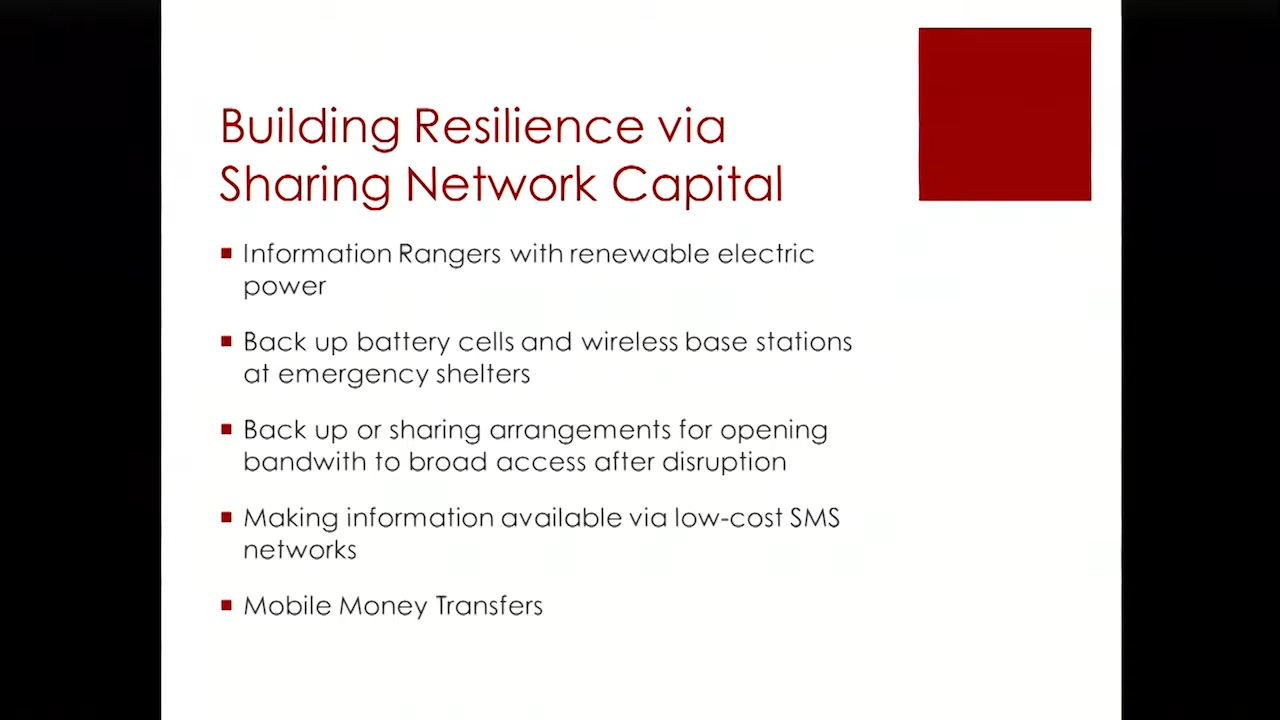 Building Resilience via
Sharing Network Capital
Information Rangers with renewable electric
power
Back up battery cells and wireless base stations
at emergency shelters
Back up or sharing arrangements for opening
bandwith to broad access after disruption
Making information available via low-cost SMS
networks
Mobile Money Transfers